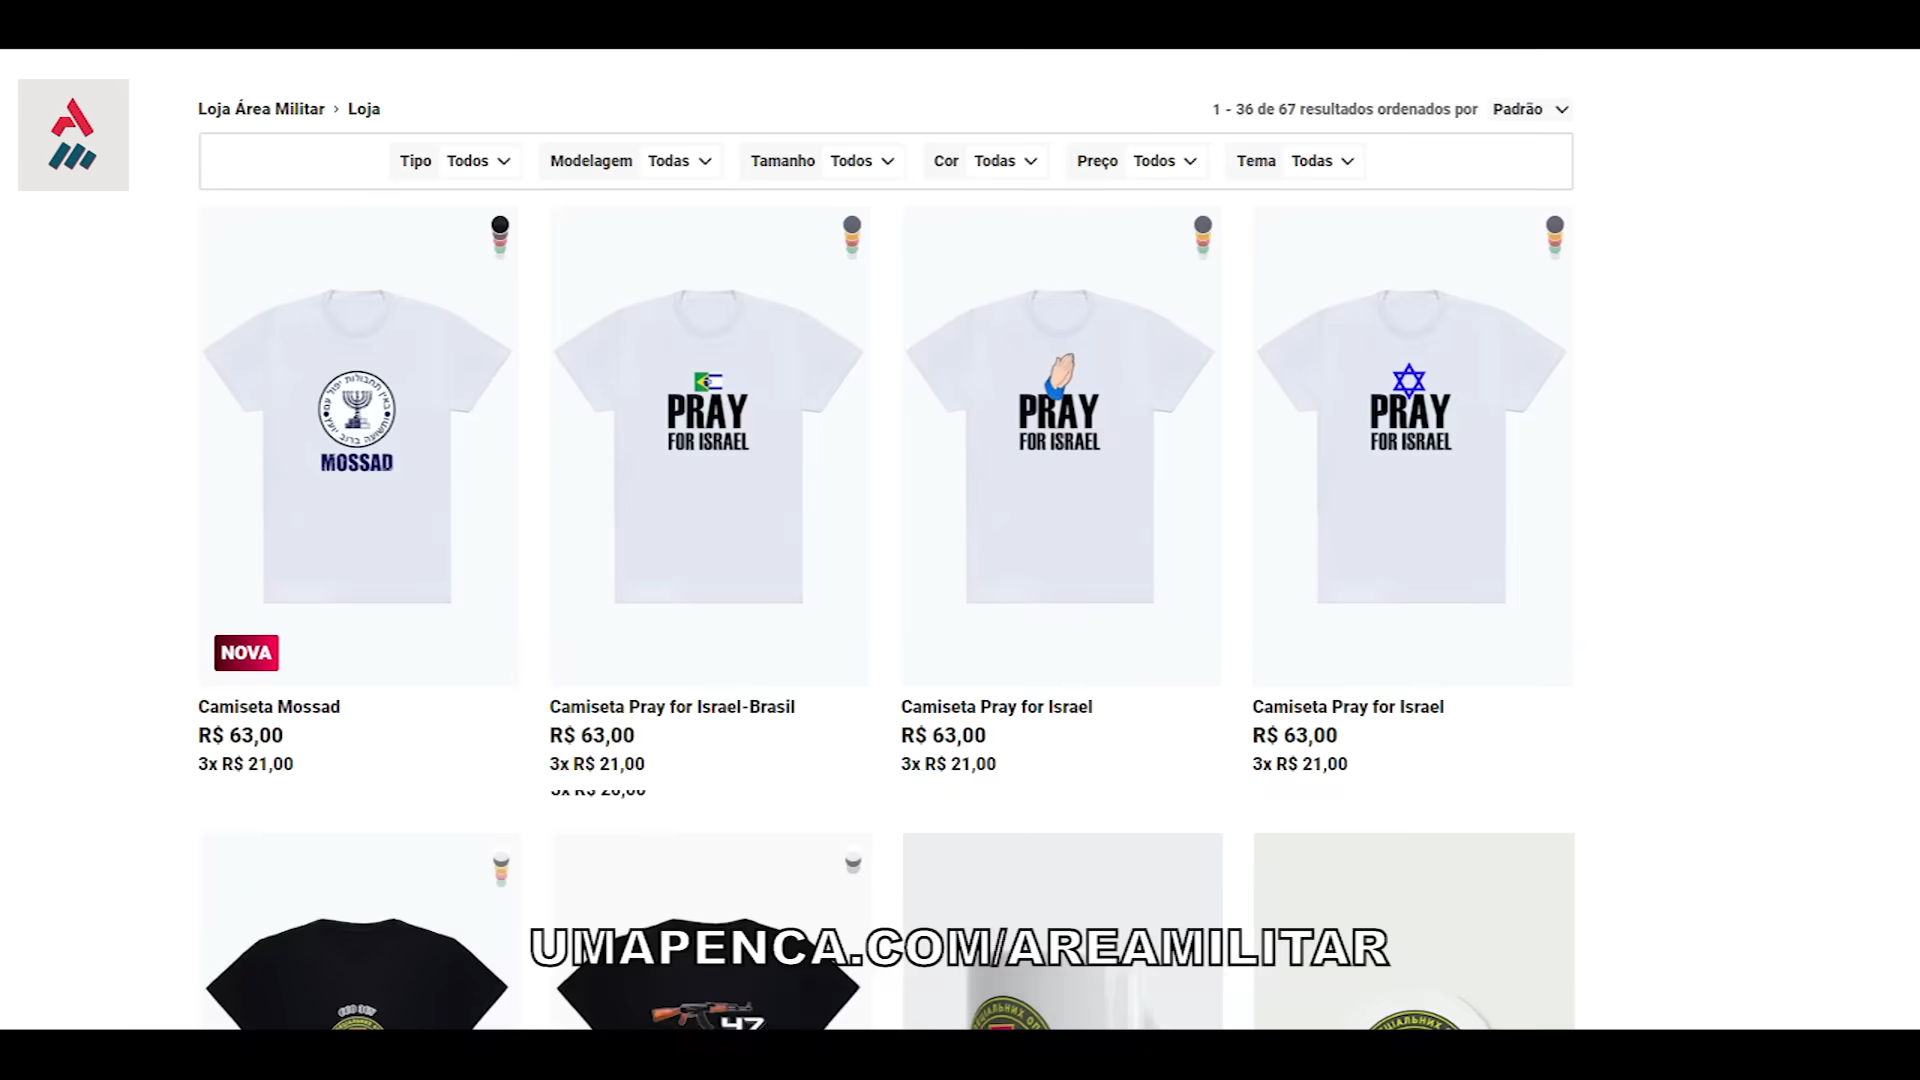 Loja Área Militar › Loja
1 - 36 de 67 resultados ordenados por Padrão
Tipo Todos Modelagem Todas Tamanho Todos Cor Todas Preço Todos Tema Todas
MOSSAD
PRAY
FOR ISRAEL
PRAY
FOR ISRAEL
PRAY
FOR ISRAEL
NOVA
Camiseta Mossad
R$ 63,00
3x R$ 21,00
Camiseta Pray for Israel-Brasil
R$ 63,00
3x R$ 21,00
Camiseta Pray for Israel
R$ 63,00
3x R$ 21,00
Camiseta Pray for Israel
R$ 63,00
3x R$ 21,00
UMAPENCA.COM/AREAMILITAR
47